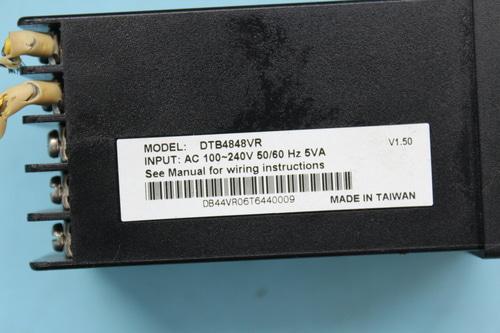 MODEL: DTB4848VR V1.50
INPUT: AC 100~240V 50/60 Hz 5VA
See Manual for wiring instructions
DB44VR06T6440009 MADE IN TAIWAN